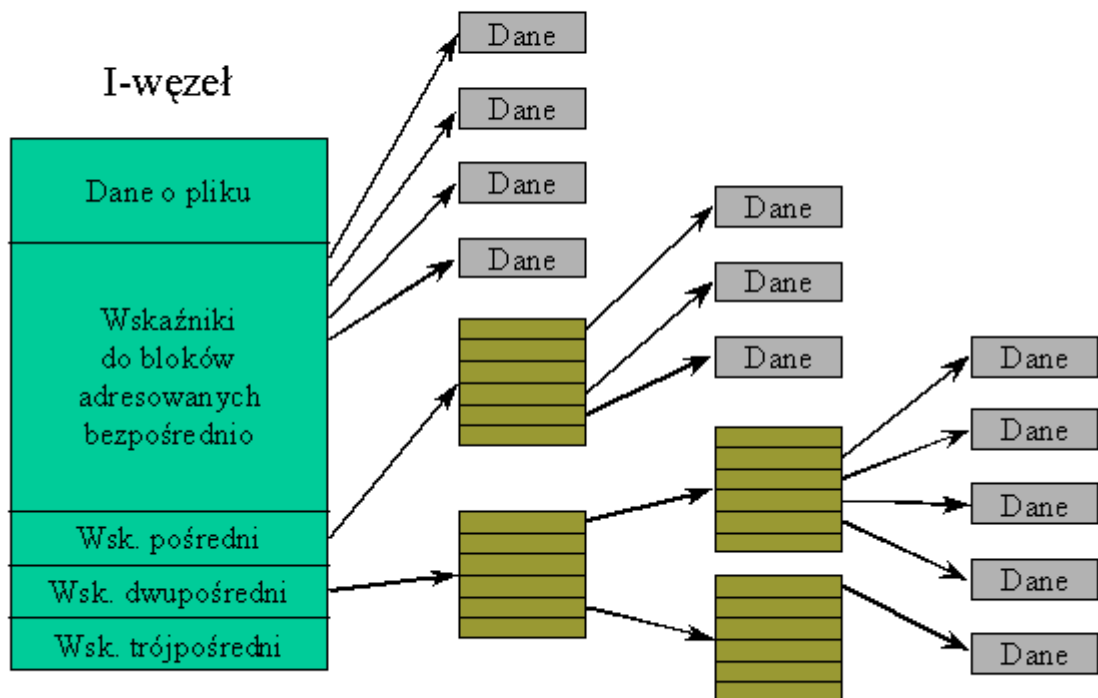 I-węzeł
Dane o pliku
Wskaźniki
do bloków
adresowanych
bezpośrednio
Wsk. pośredni
Wsk. dwupośredni
Wsk. trójpośredni
Dane
Dane
Dane
Dane
Dane
Dane
Dane
Dane
Dane
Dane
Dane
Dane